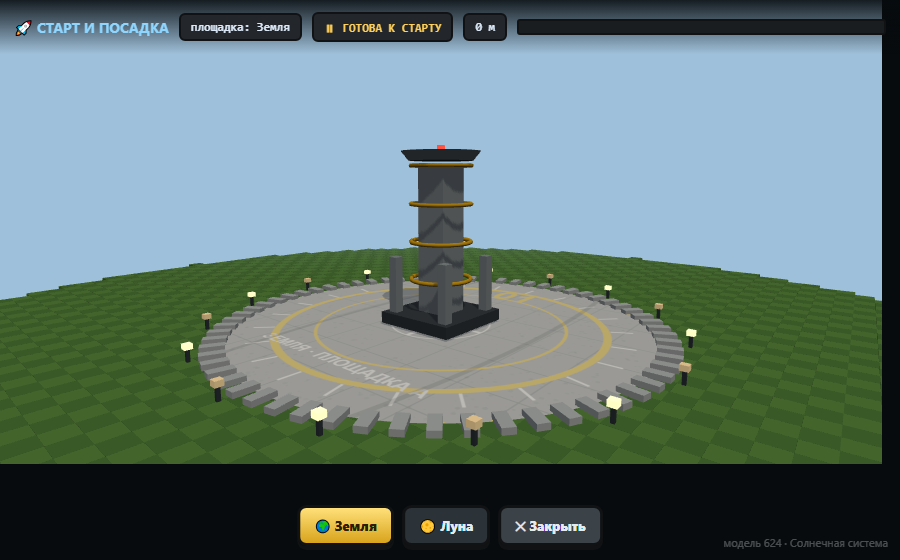 СТАРТ И ПОСАДКА
площадка: Земля
ГОТОВА К СТАРТУ
0 м
ЗЕМЛЯ · ПЛОЩАДКА
Земля
Луна
Закрыть
модель 624 · Солнечная система